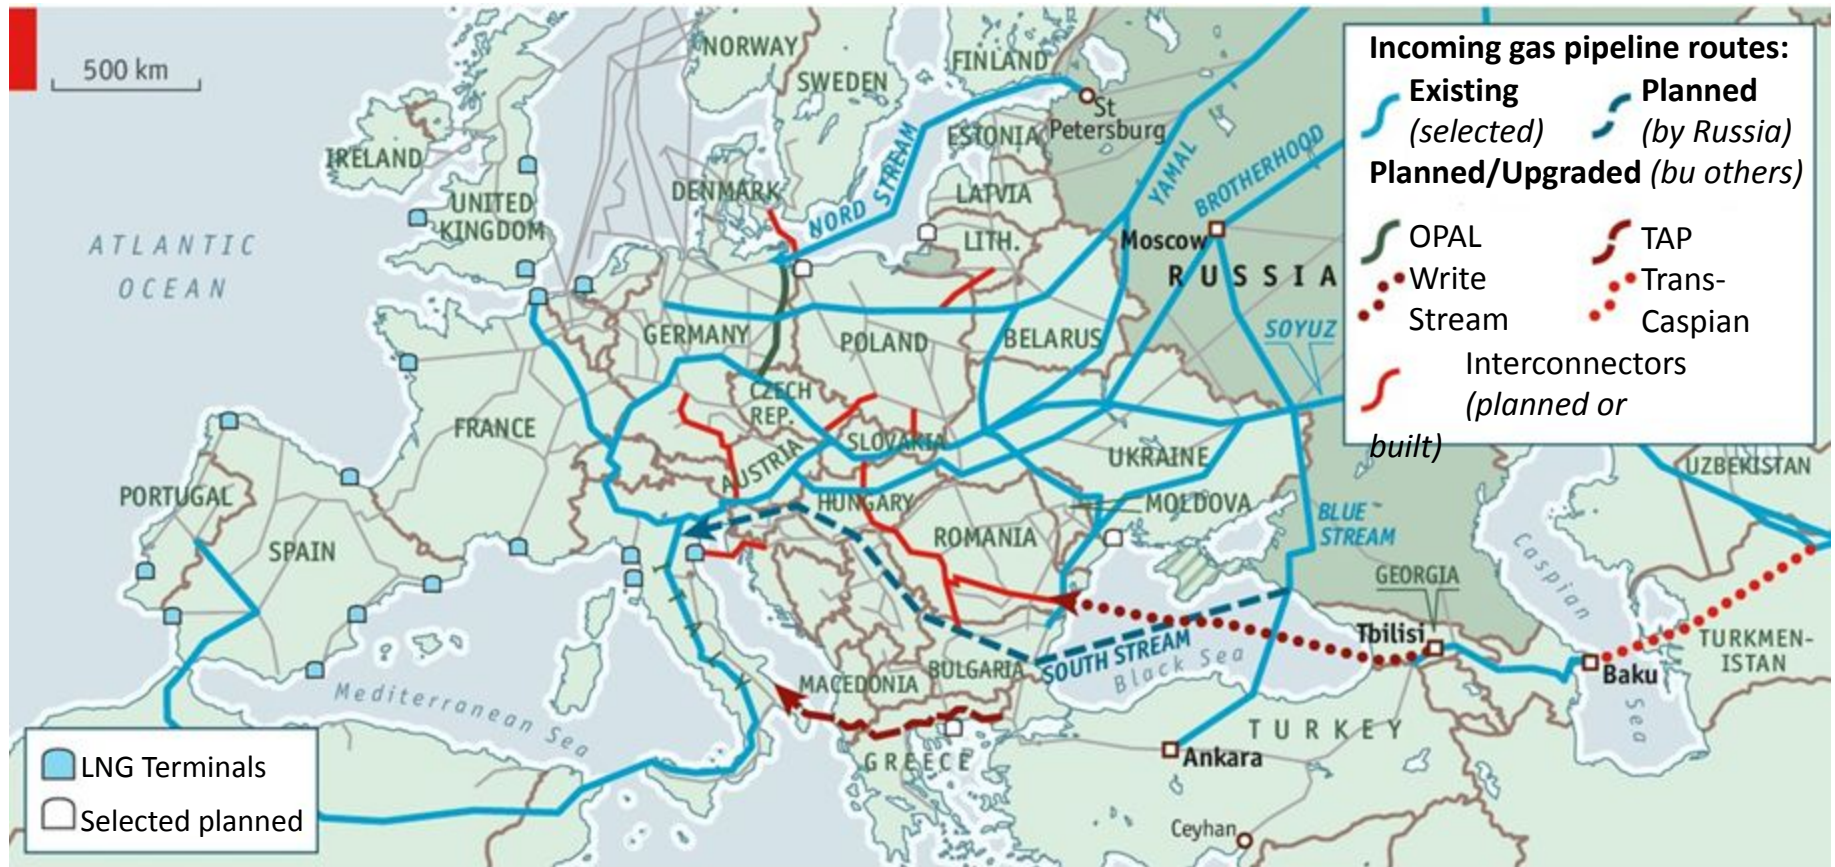 500 km
NORWAY
SWEDEN
FINLAND
St
Petersburg
ESTONIA
IRELAND
UNITED
KINGDOM
DENMARK
NORD STREAM
LATVIA
LITH.
YAMAL
BROTHERHOOD
Moscow
RUSSIA
ATLANTIC
OCEAN
GERMANY
POLAND
BELARUS
SOYUZ
CZECH
REP.
FRANCE
SLOVAKIA
AUSTRIA
UKRAINE
HUNGARY
MOLDOVA
PORTUGAL
SPAIN
ROMANIA
BLUE
STREAM
ITALY
GEORGIA
Caspian
Sea
UZBEKISTAN
TURKMEN-
ISTAN
Tbilisi
Baku
SOUTH STREAM
Black Sea
BULGARIA
MACEDONIA
Mediterranean Sea
TURKEY
Ankara
GREECE
Ceyhan
Incoming gas pipeline routes:
Existing
(selected)
Planned
(by Russia)
Planned/Upgraded (bu others)
OPAL
TAP
Write
Stream
Trans-
Caspian
Interconnectors
(planned or
built)
LNG Terminals
Selected planned